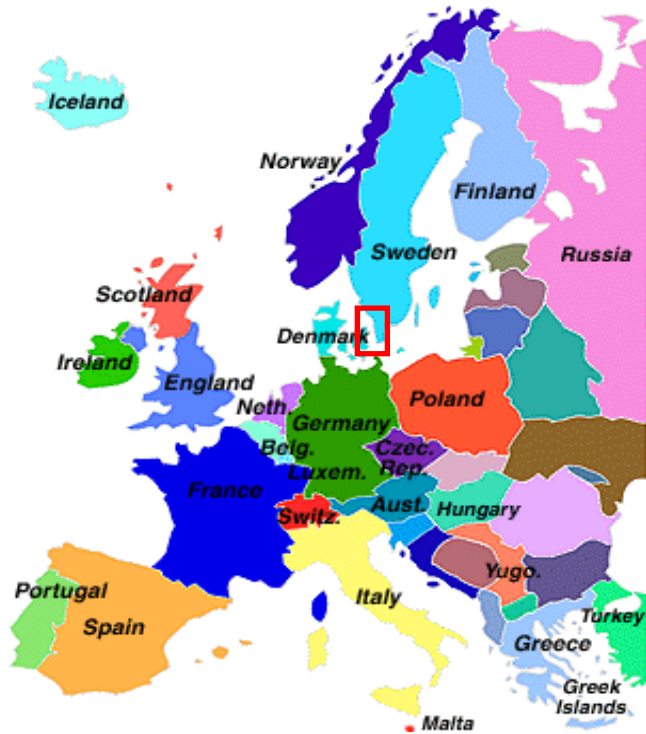 Iceland
Norway
Finland
Sweden
Russia
Scotland
Denmark
Ireland
England
Neth.
Poland
Germany
Belg.
Czec.
Rep.
Luxem.
France
Aust.
Hungary
Switz.
Yugo.
Portugal
Italy
Turkey
Spain
Greece
Greek
Islands
Malta